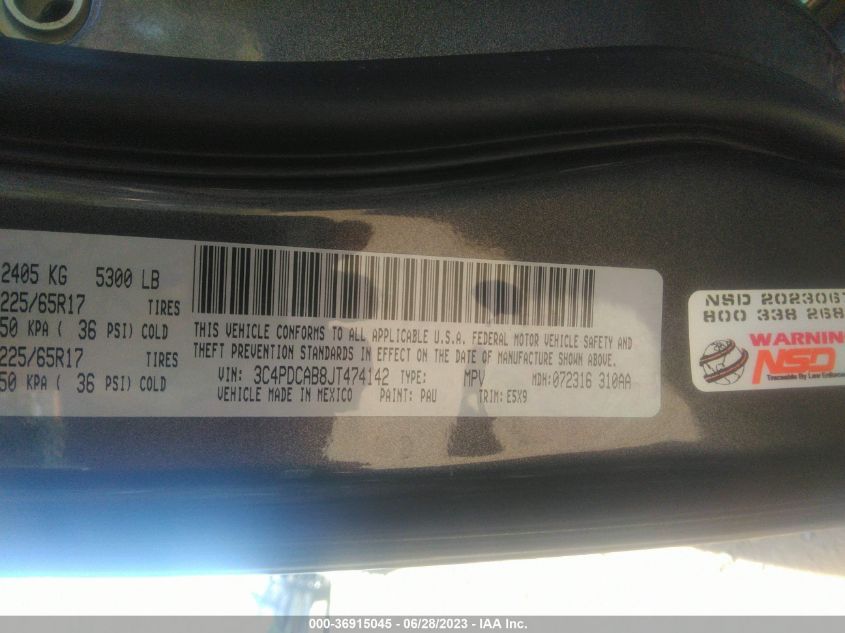 2405 KG 5300 LB
225/65R17 TIRES
50 KPA ( 36 PSI) COLD
225/65R17 TIRES
50 KPA ( 36 PSI) COLD
THIS VEHICLE CONFORMS TO ALL APPLICABLE U.S.A. FEDERAL MOTOR VEHICLE SAFETY AND
THEFT PREVENTION STANDARDS IN EFFECT ON THE DATE OF MANUFACTURE SHOWN ABOVE.
VIN: 3C4PDCAB8JT474142 TYPE: MPV MDH:072316 310AA
VEHICLE MADE IN MEXICO PAINT: PAU TRIM: E5X9
NSD 202306
800 338 268
WARNING
NSD
Traceable By Law Enforce
000-36915045 - 06/28/2023 - IAA Inc.